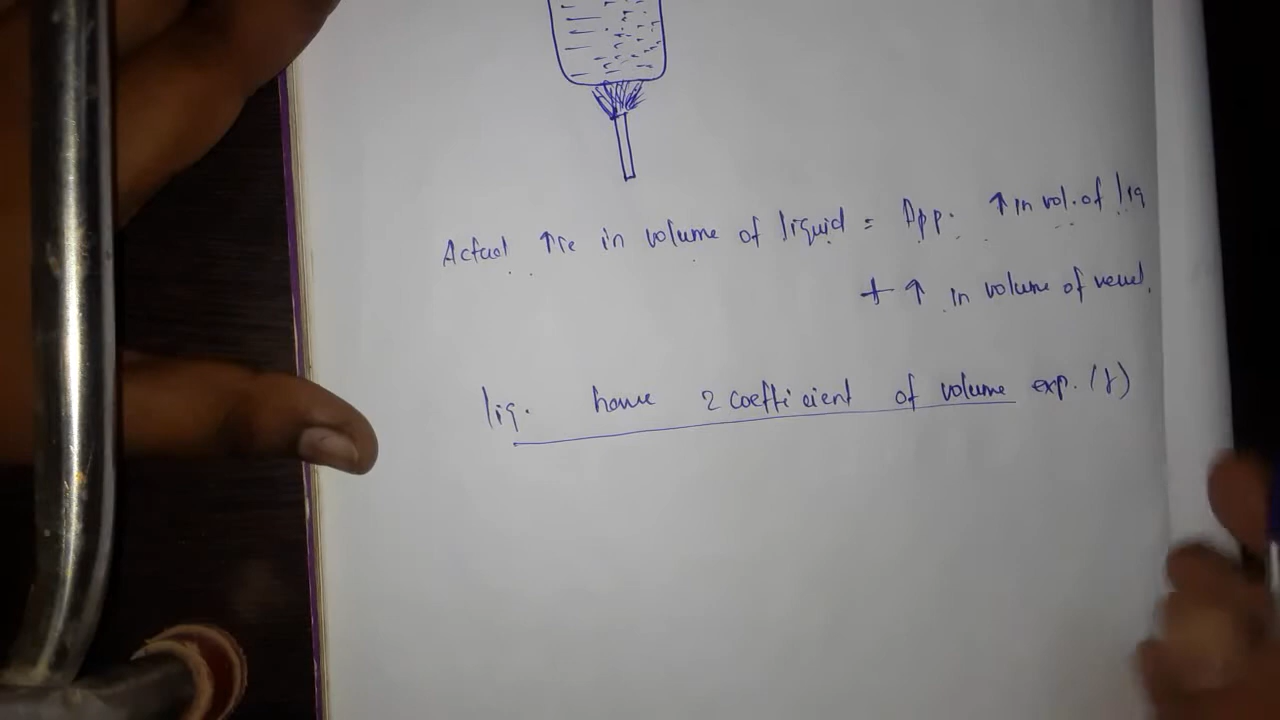 Actual ↑se in volume of liquid = App. ↑ in vol. of liq
+ ↑ in volume of vessel.
liq. have 2 coefficient of volume exp. (γ)